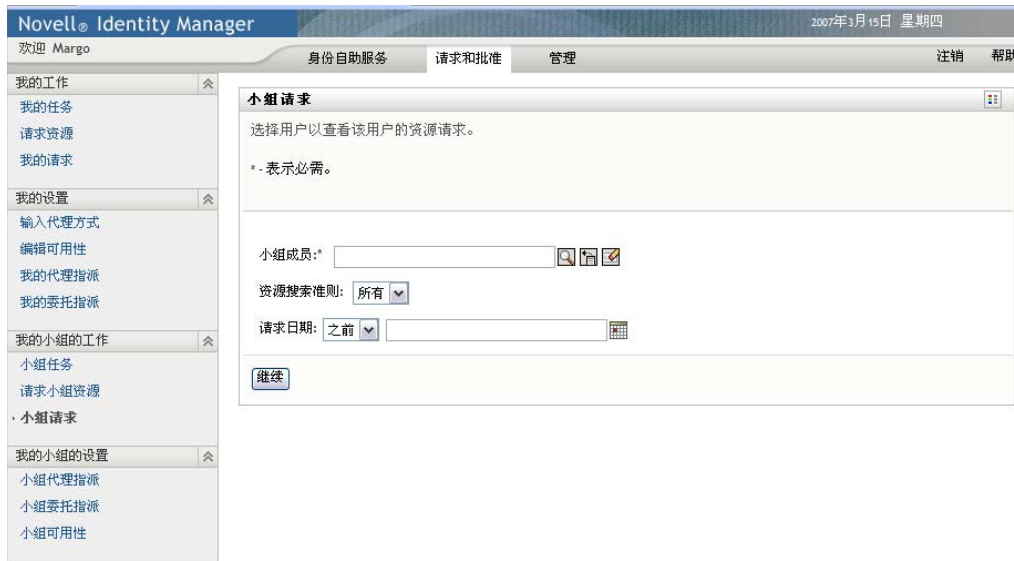 Novell® Identity Manager
2007年3月15日 星期四
欢迎 Margo
身份自助服务 请求和批准 管理 注销 帮助
我的工作
我的任务
请求资源
我的请求
我的设置
输入代理方式
编辑可用性
我的代理指派
我的委托指派
我的小组的工作
小组任务
请求小组资源
小组请求
我的小组的设置
小组代理指派
小组委托指派
小组可用性
小组请求
选择用户以查看该用户的资源请求。
* - 表示必需。
小组成员:*
资源搜索准则: 所有
请求日期: 之前
继续